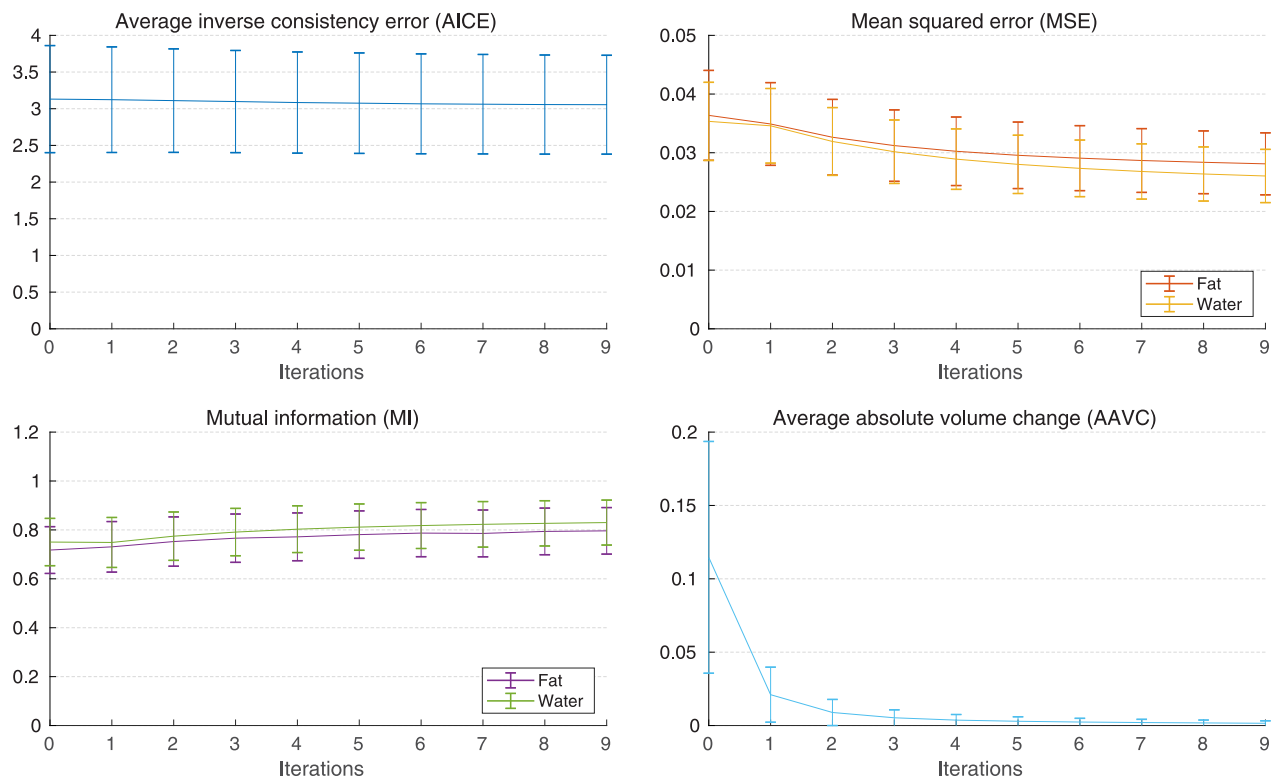 Average inverse consistency error (AICE)
4
3.5
3
2.5
2
1.5
1
0.5
0
0 1 2 3 4 5 6 7 8 9
Iterations
Mean squared error (MSE)
0.05
0.04
0.03
0.02
0.01
0
Fat
Water
0 1 2 3 4 5 6 7 8 9
Iterations
Mutual information (MI)
1.2
1
0.8
0.6
0.4
0.2
0
Fat
Water
0 1 2 3 4 5 6 7 8 9
Iterations
Average absolute volume change (AAVC)
0.2
0.15
0.1
0.05
0
0 1 2 3 4 5 6 7 8 9
Iterations